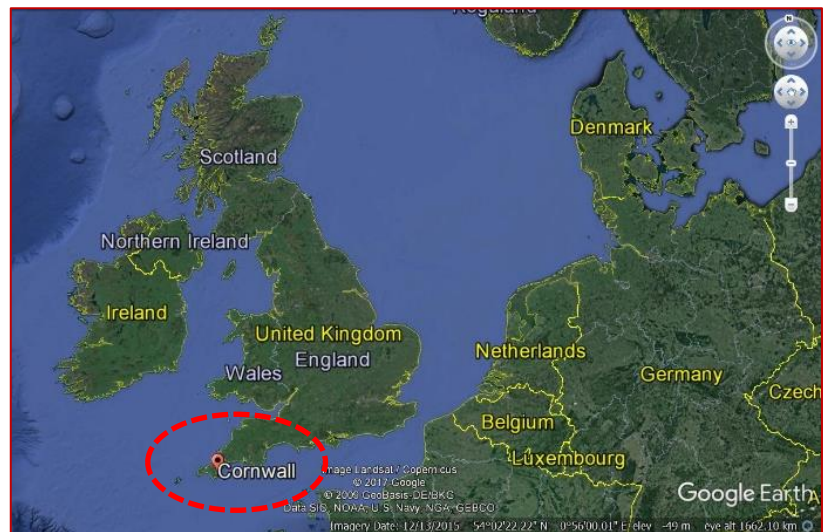 Rogaland
N
Denmark
Scotland
Northern Ireland
Ireland
United Kingdom
England
Wales
Netherlands
Germany
Czech
Belgium
Luxembourg
Cornwall
Image Landsat / Copernicus
© 2017 Google
© 2009 GeoBasis-DE/BKG
Data SIO, NOAA, U.S. Navy, NGA, GEBCO
Google Earth
Imagery Date: 12/13/2015 54°02'22.22" N 0°56'00.01" E elev -49 m eye alt 1662.10 km